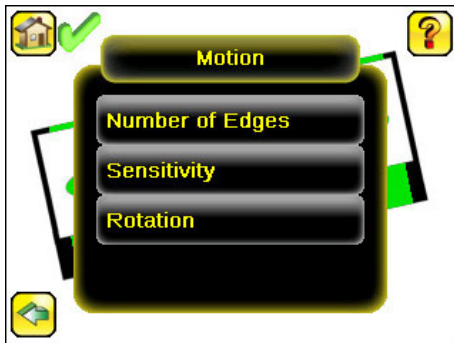 Motion
Number of Edges
Sensitivity
Rotation
?